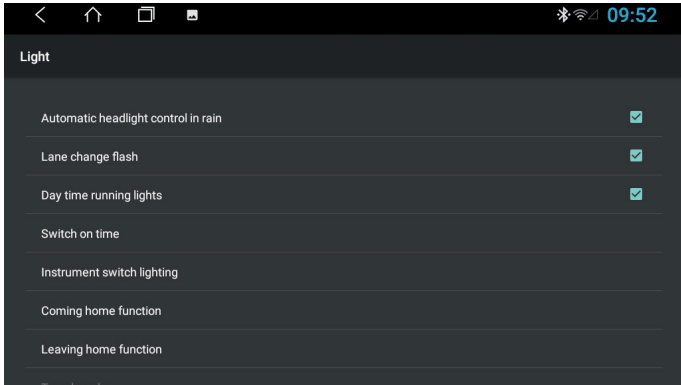 09:52
Light
Automatic headlight control in rain
Lane change flash
Day time running lights
Switch on time
Instrument switch lighting
Coming home function
Leaving home function